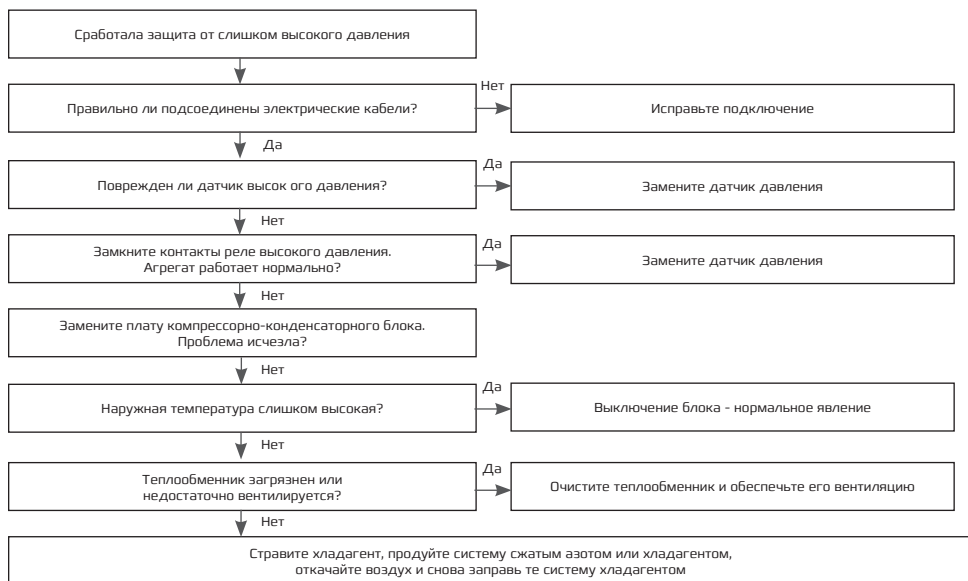 Сработала защита от слишком высокого давления
Нет
Правильно ли подсоединены электрические кабели?
Исправьте подключение
Да
Да
Поврежден ли датчик высок ого давления?
Замените датчик давления
Нет
Да
Замкните контакты реле высокого давления.
Агрегат работает нормально?
Замените датчик давления
Нет
Замените плату компрессорно-конденсаторного блока.
Проблема исчезла?
Нет
Да
Наружная температура слишком высокая?
Выключение блока - нормальное явление
Нет
Да
Теплообменник загрязнен или
недостаточно вентилируется?
Очистите теплообменник и обеспечьте его вентиляцию
Нет
Стравите хладагент, продуйте систему сжатым азотом или хладагентом,
откачайте воздух и снова заправь те систему хладагентом